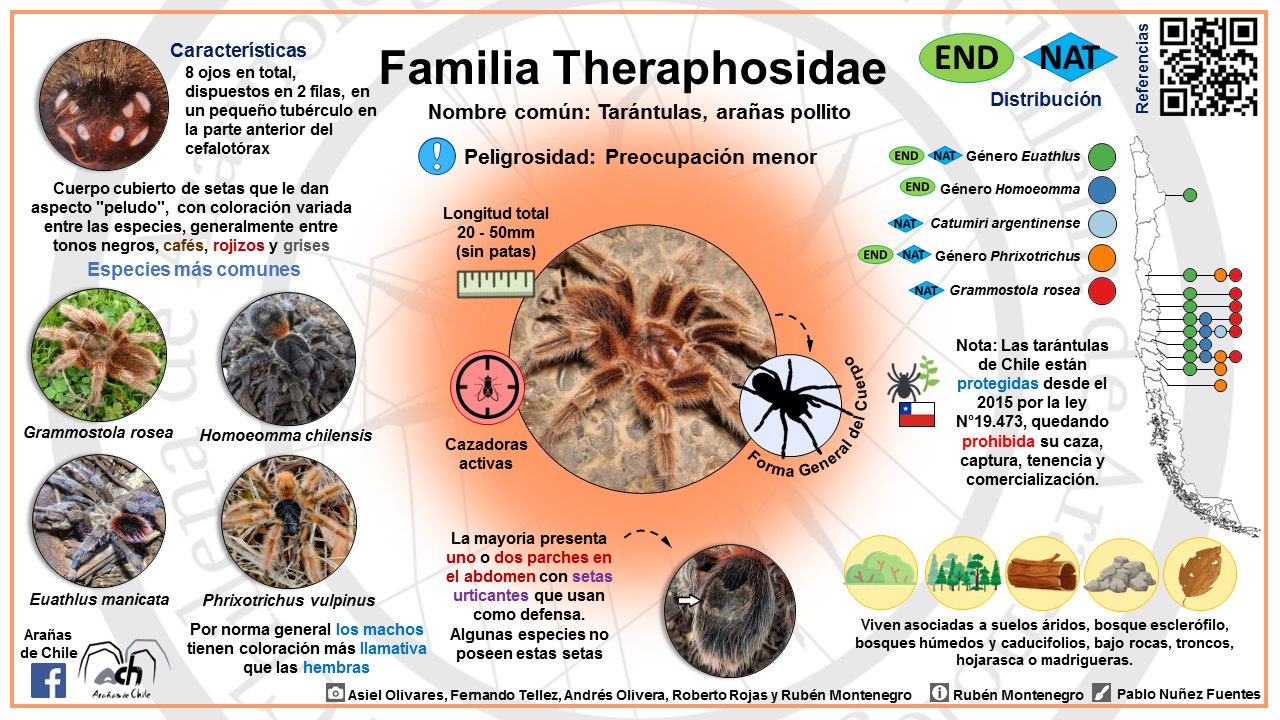 Características
8 ojos en total,
dispuestos en 2 filas, en
un pequeño tubérculo en
la parte anterior del
cefalotórax
Cuerpo cubierto de setas que le dan
aspecto "peludo", con coloración variada
entre las especies, generalmente entre
tonos negros, cafés, rojizos y grises
Especies más comunes
Grammostola rosea
Homoeomma chilensis
Euathlus manicata
Phrixotrichus vulpinus
Por norma general los machos
tienen coloración más llamativa
que las hembras
Arañas
de Chile
ach
Arañas de Chile
Familia Theraphosidae
Nombre común: Tarántulas, arañas pollito
Peligrosidad: Preocupación menor
Longitud total
20 - 50mm
(sin patas)
Cazadoras
activas
Forma General del Cuerpo
La mayoría presenta
uno o dos parches en
el abdomen con setas
urticantes que usan
como defensa.
Algunas especies no
poseen estas setas
END NAT
Distribución
Referencias
END NAT Género Euathlus
END Género Homoeomma
NAT Catumiri argentinense
END NAT Género Phrixotrichus
NAT Grammostola rosea
Nota: Las tarántulas
de Chile están
protegidas desde el
2015 por la ley
N°19.473, quedando
prohibida su caza,
captura, tenencia y
comercialización.
Viven asociadas a suelos áridos, bosque esclerófilo,
bosques húmedos y caducifolios, bajo rocas, troncos,
hojarasca o madrigueras.
Asiel Olivares, Fernando Tellez, Andrés Olivera, Roberto Rojas y Rubén Montenegro
Rubén Montenegro
Pablo Nuñez Fuentes